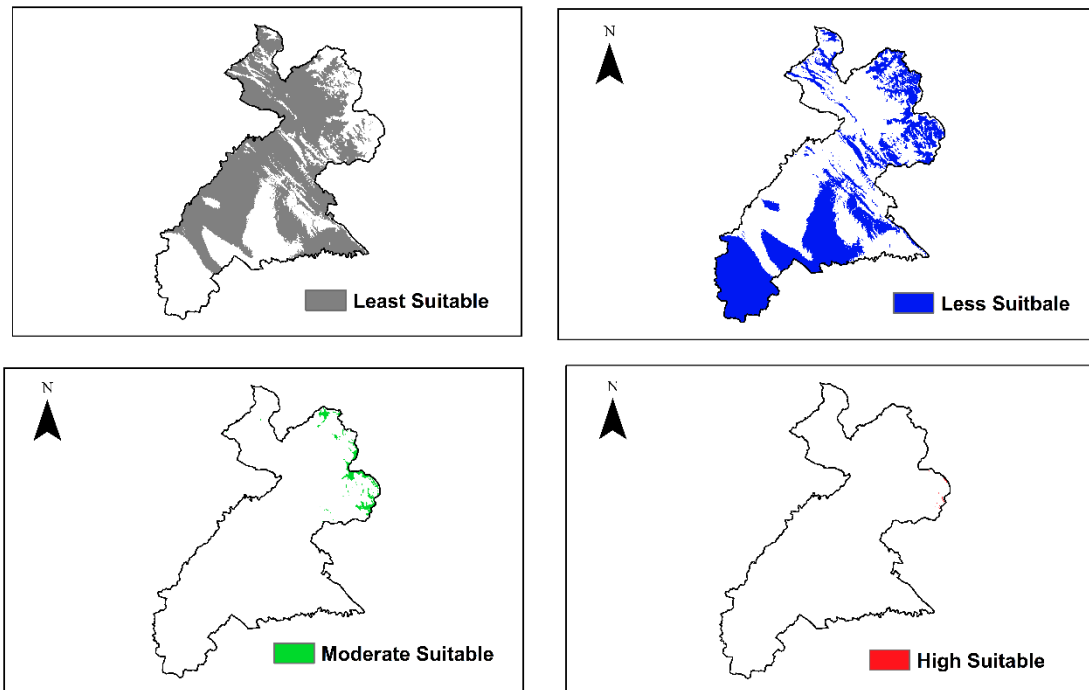 Least Suitable
N
Less Suitbale
N
Moderate Suitable
N
High Suitable